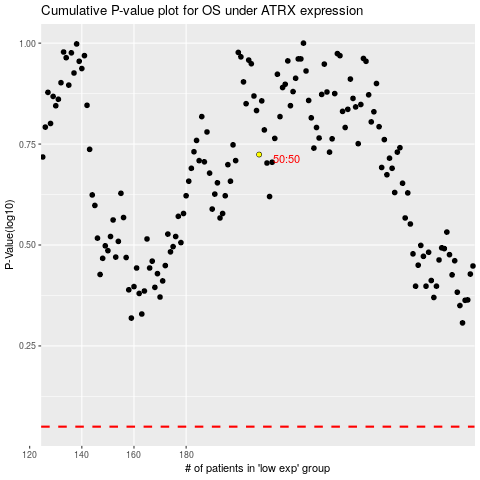 Cumulative P-value plot for OS under ATRX expression
P-Value(log10)
1.00
0.75
0.50
0.25
50:50
120 140 160 180
# of patients in 'low exp' group